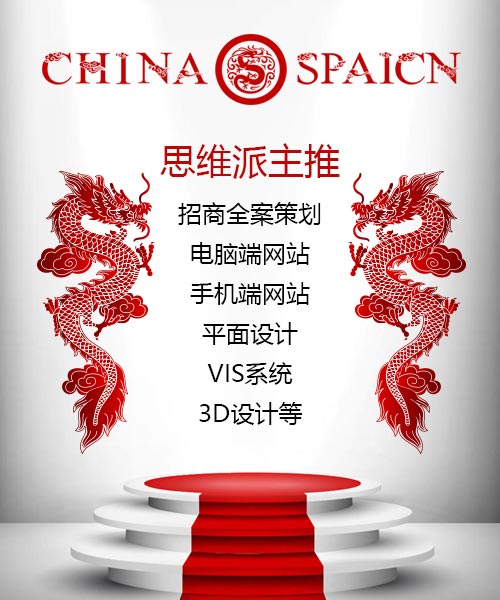 CHINA SPAICN
思维派主推
招商全案策划
电脑端网站
手机端网站
平面设计
VIS系统
3D设计等